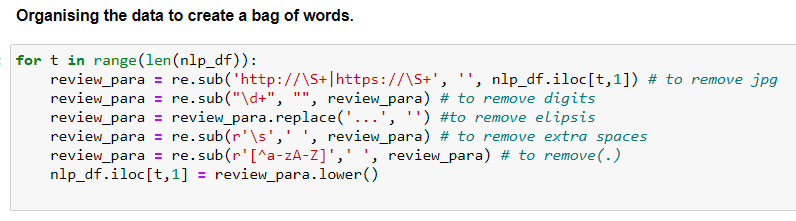 Organising the data to create a bag of words.
for t in range(len(nlp_df)):
    review_para = re.sub('http://\S+|https://\S+', '', nlp_df.iloc[t,1]) # to remove jpg
    review_para = re.sub("\d+", "", review_para) # to remove digits
    review_para = review_para.replace('...', '') #to remove elipsis
    review_para = re.sub(r'\s',' ', review_para) # to remove extra spaces
    review_para = re.sub(r'[^a-zA-Z]',' ', review_para) # to remove(.)
    nlp_df.iloc[t,1] = review_para.lower()